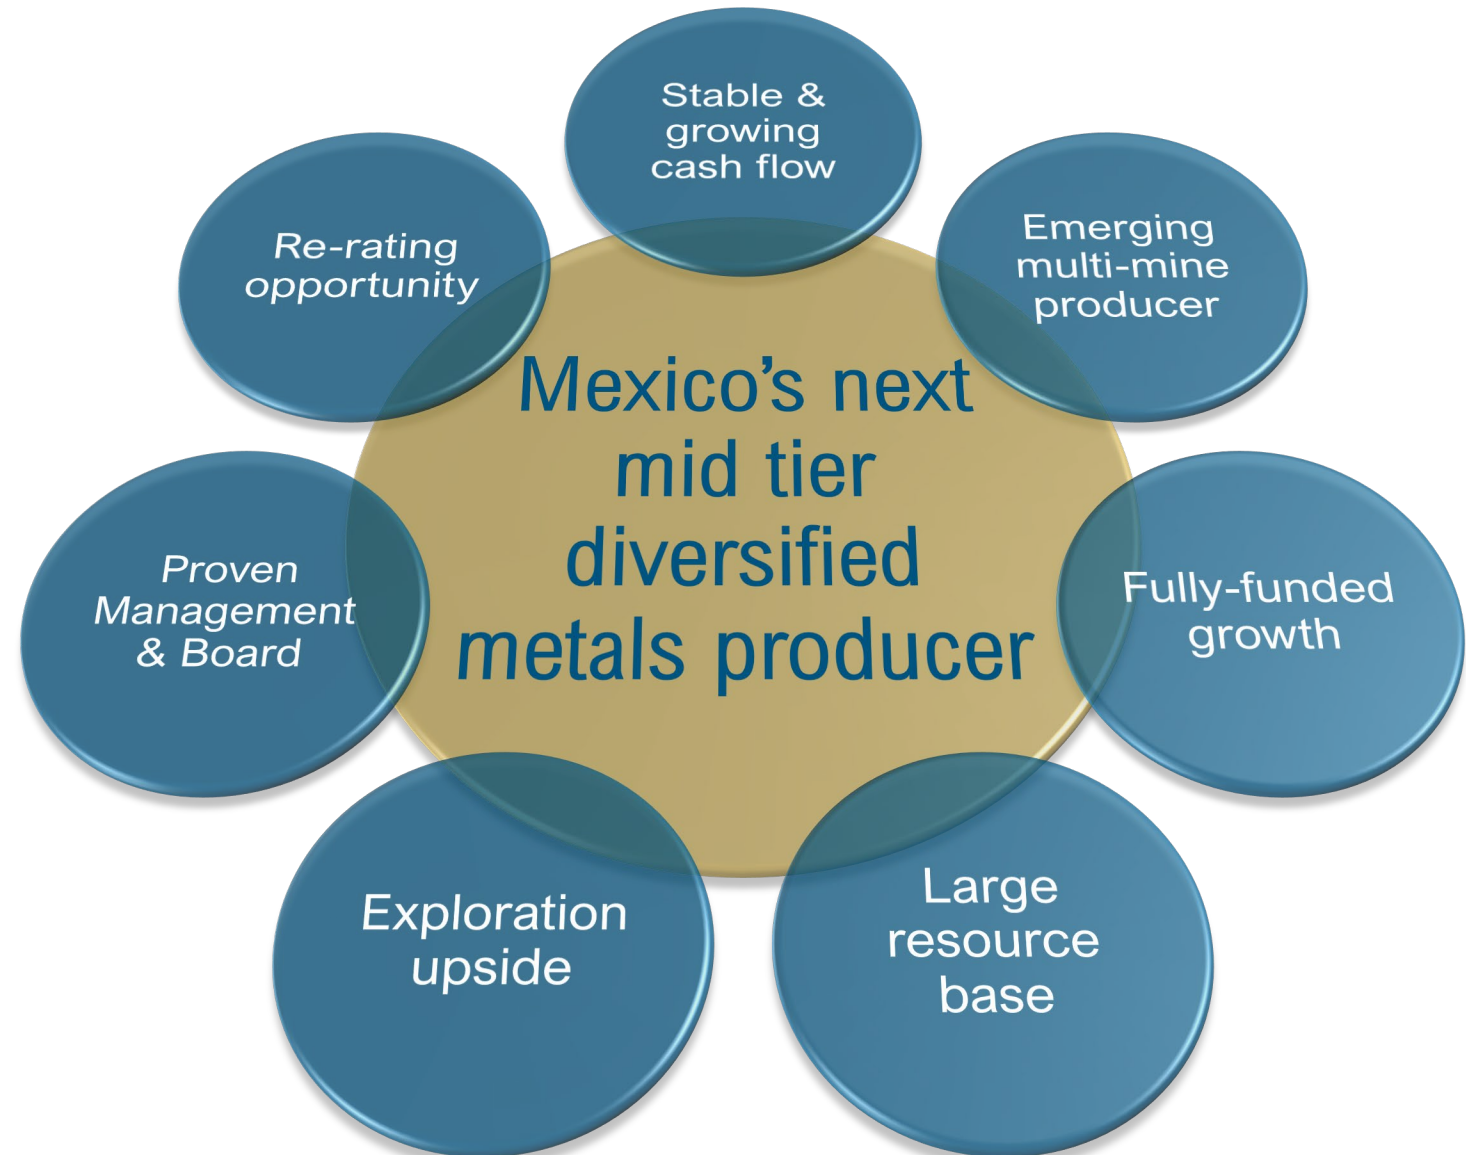 Stable &
growing
cash flow
Emerging
multi-mine
producer
Fully-funded
growth
Large
resource
base
Exploration
upside
Proven
Management
& Board
Re-rating
opportunity
Mexico’s next
mid tier
diversified
metals producer